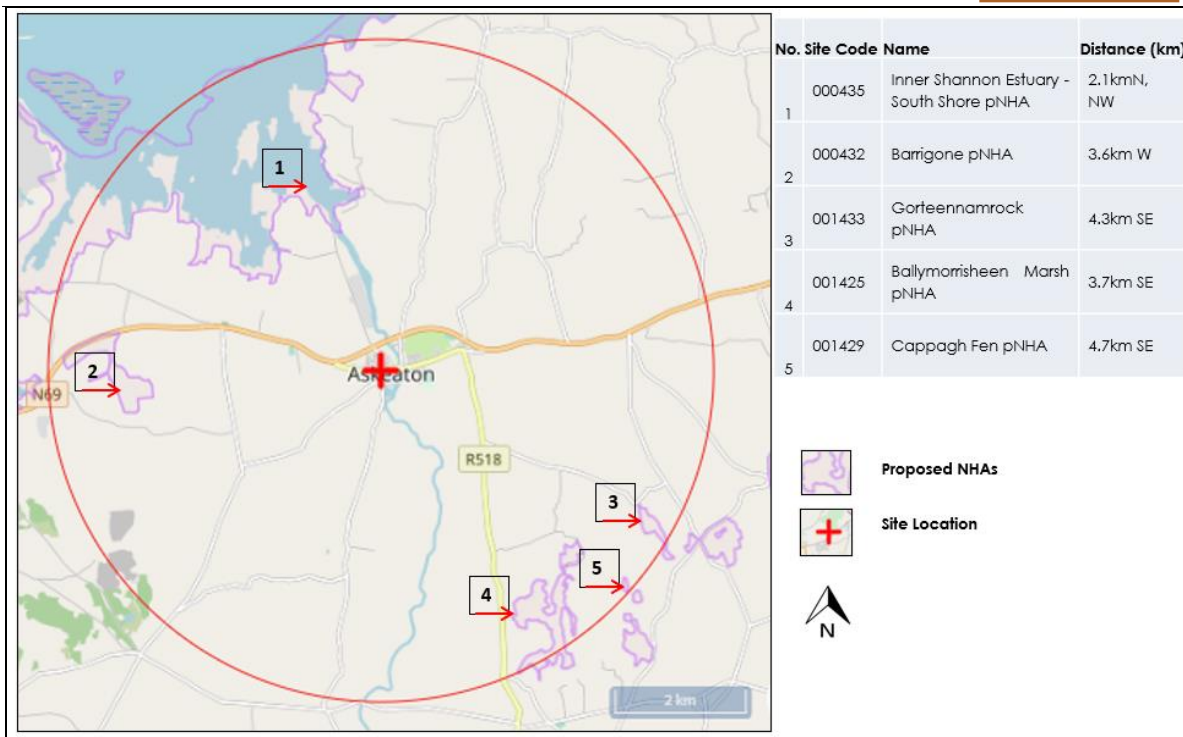 No. Site Code Name Distance (km)
1 000435 Inner Shannon Estuary - South Shore pNHA 2.1kmN, NW
2 000432 Barrigone pNHA 3.6km W
3 001433 Gorteennamrock pNHA 4.3km SE
4 001425 Ballymorrisheen Marsh pNHA 3.7km SE
5 001429 Cappagh Fen pNHA 4.7km SE
1
2
N69
Askeaton
R518
3
5
4
2 km
Proposed NHAs
Site Location
N